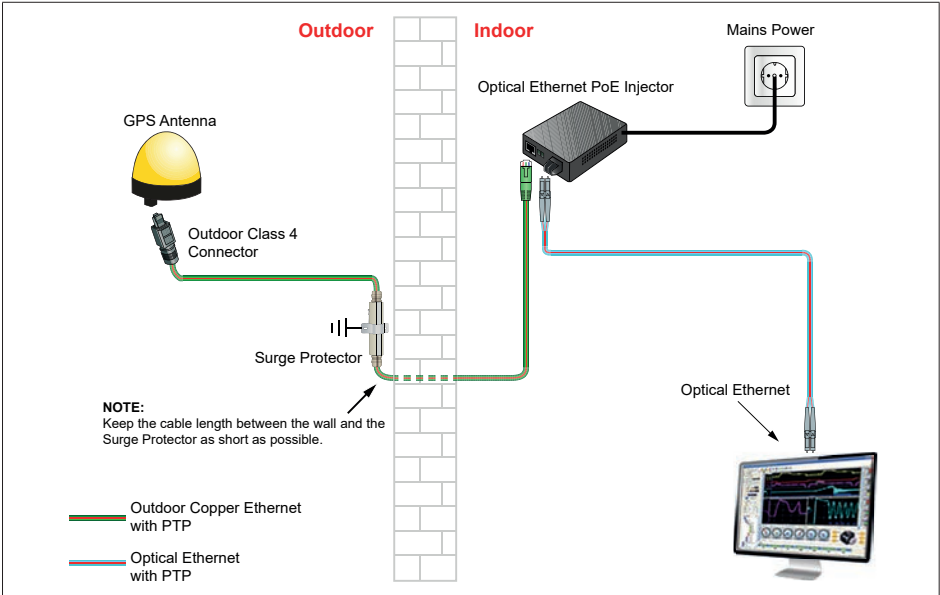 Outdoor
Indoor
Mains Power
Optical Ethernet PoE Injector
GPS Antenna
Outdoor Class 4
Connector
Surge Protector
NOTE:
Keep the cable length between the wall and the
Surge Protector as short as possible.
Optical Ethernet
Outdoor Copper Ethernet
with PTP
Optical Ethernet
with PTP